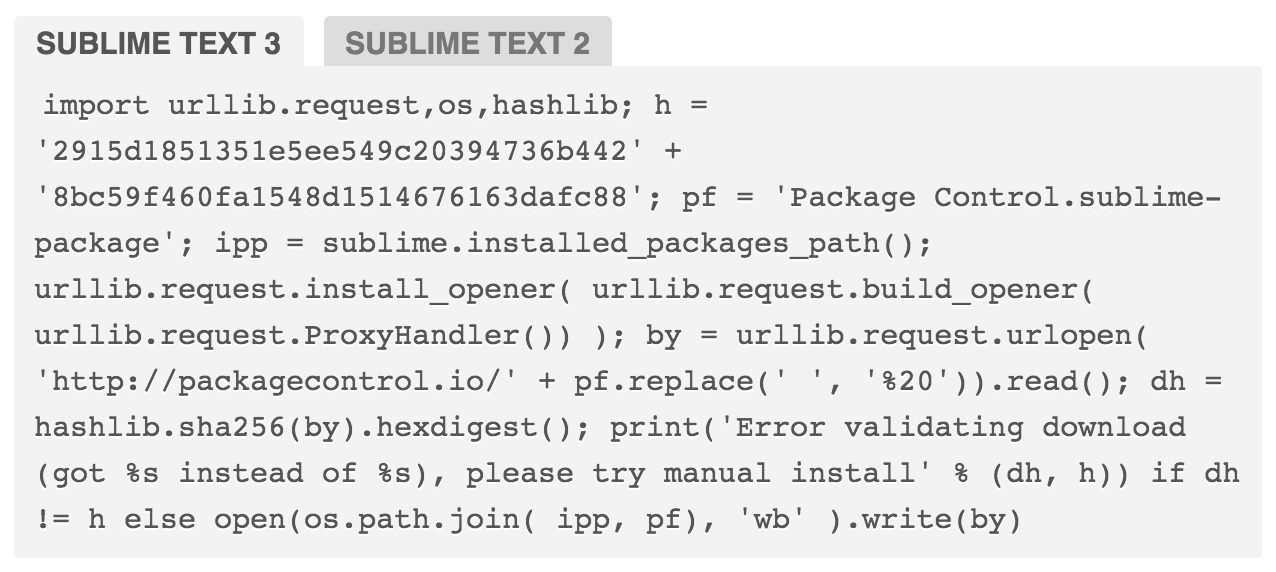 SUBLIME TEXT 3
SUBLIME TEXT 2
import urllib.request,os,hashlib; h =
'2915d1851351e5ee549c20394736b442' +
'8bc59f460fa1548d1514676163dafc88'; pf = 'Package Control.sublime-
package'; ipp = sublime.installed_packages_path();
urllib.request.install_opener( urllib.request.build_opener(
urllib.request.ProxyHandler()) ); by = urllib.request.urlopen(
'http://packagecontrol.io/' + pf.replace(' ', '%20')).read(); dh =
hashlib.sha256(by).hexdigest(); print('Error validating download
(got %s instead of %s), please try manual install' % (dh, h)) if dh
!= h else open(os.path.join( ipp, pf), 'wb' ).write(by)